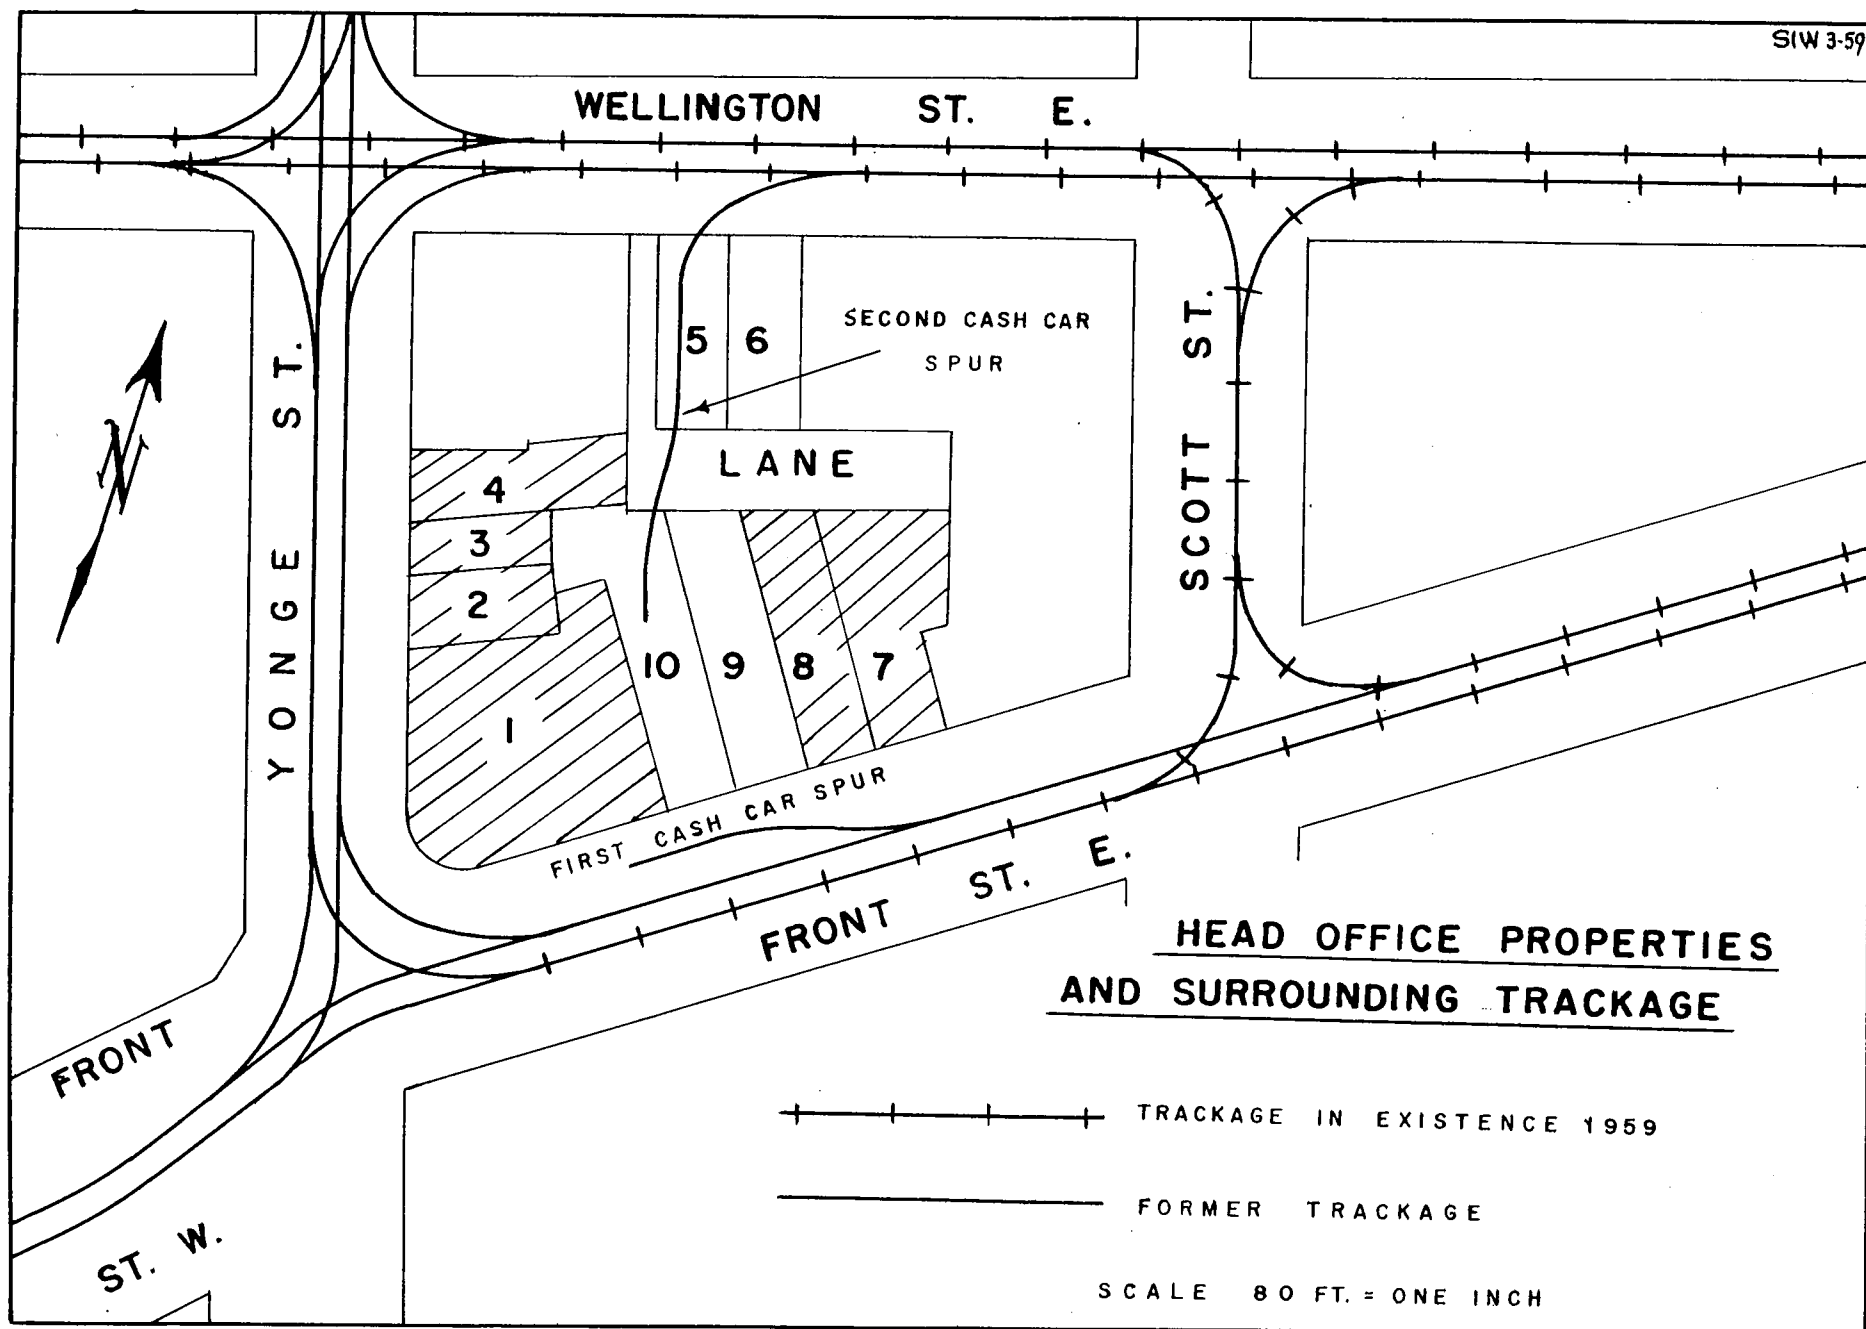 SIW 3-59
WELLINGTON ST. E.
YONGE ST.
N
5
6
SECOND CASH CAR
SPUR
LANE
SCOTT ST.
4
3
2
1
10
9
8
7
FIRST CASH CAR SPUR
FRONT ST. E.
FRONT
ST. W.
HEAD OFFICE PROPERTIES
AND SURROUNDING TRACKAGE
TRACKAGE IN EXISTENCE 1959
FORMER TRACKAGE
SCALE 80 FT. = ONE INCH